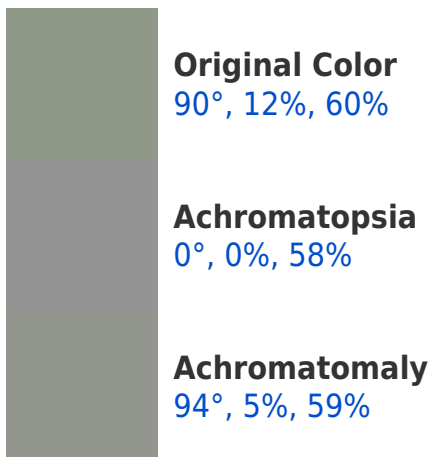 Original Color
90°, 12%, 60%
Achromatopsia
0°, 0%, 58%
Achromatomaly
94°, 5%, 59%